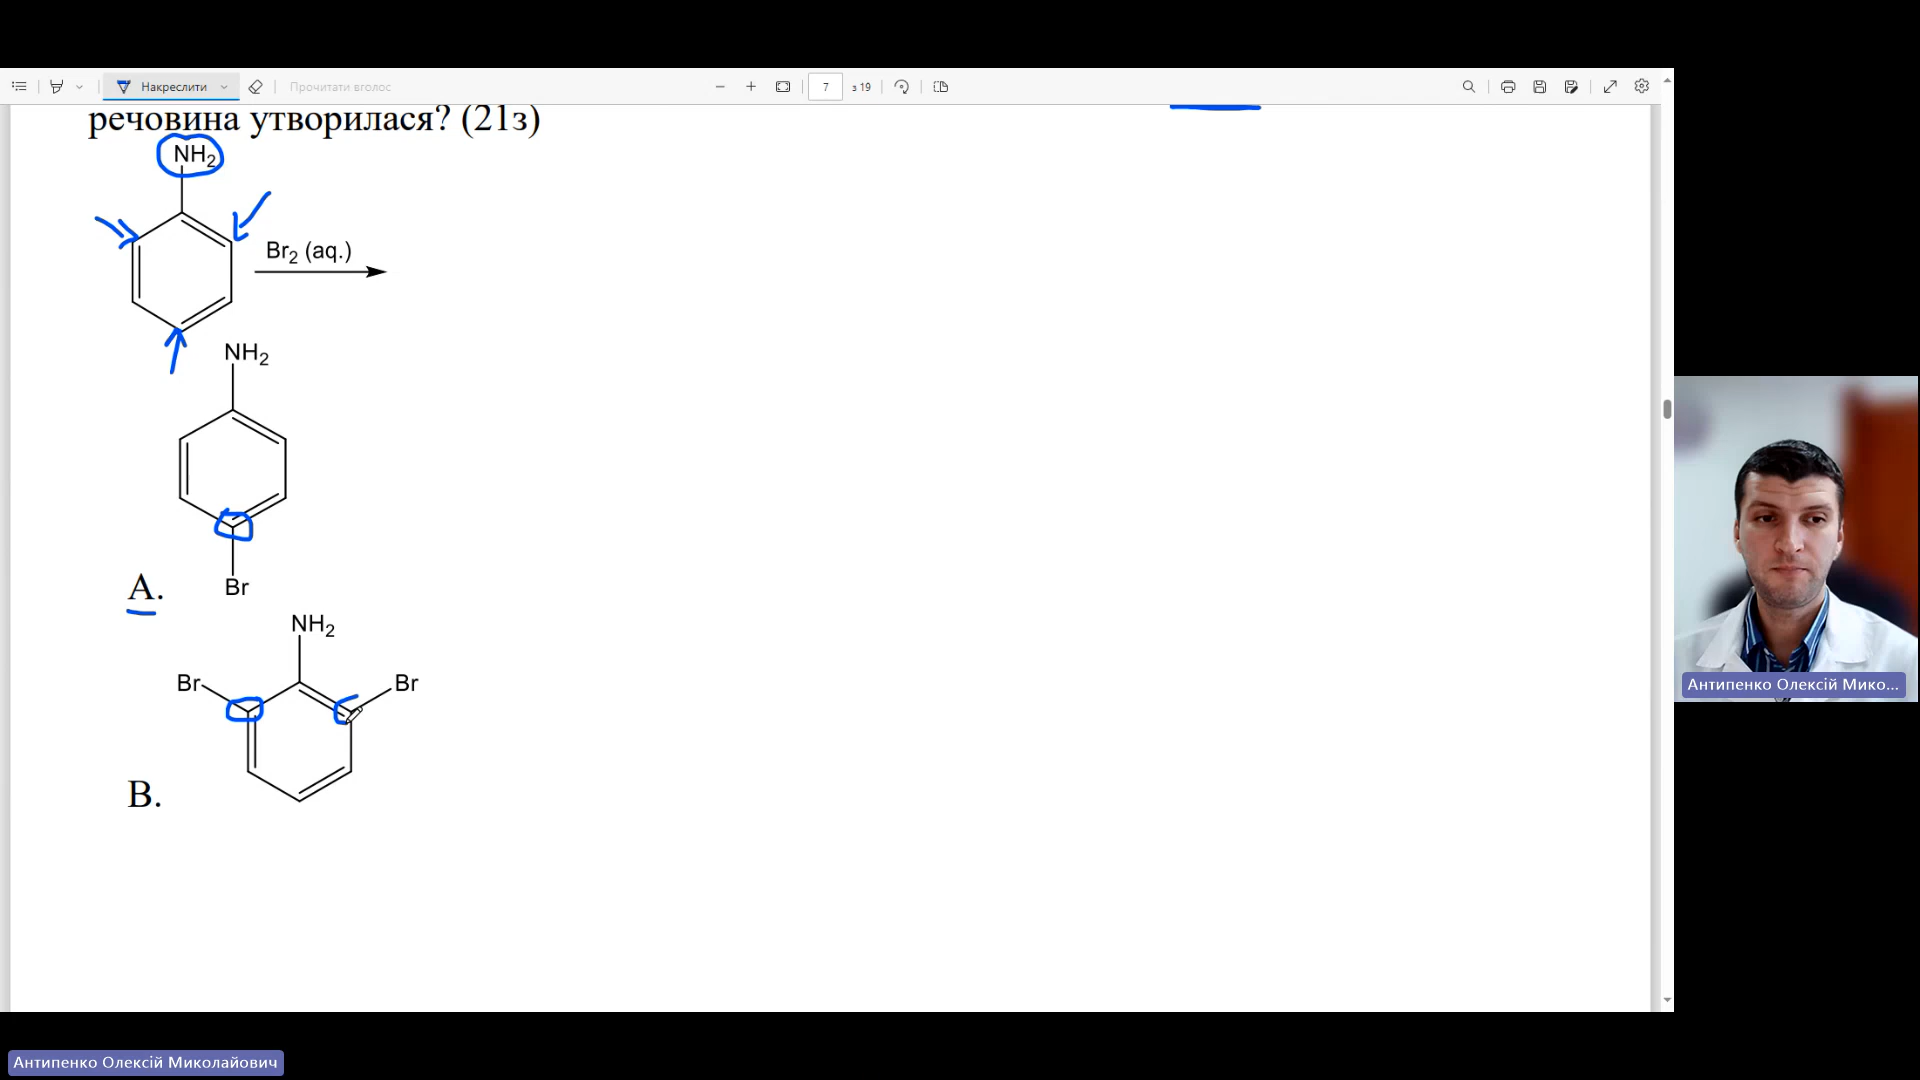 Накреслити
Прочитати вголос
7
з 19
речовина утворилася? (21з)
NH2
Br2 (aq.)
NH2
Br
А.
NH2
Br
Br
В.
Антипенко Олексій Мико...
Антипенко Олексій Миколайович